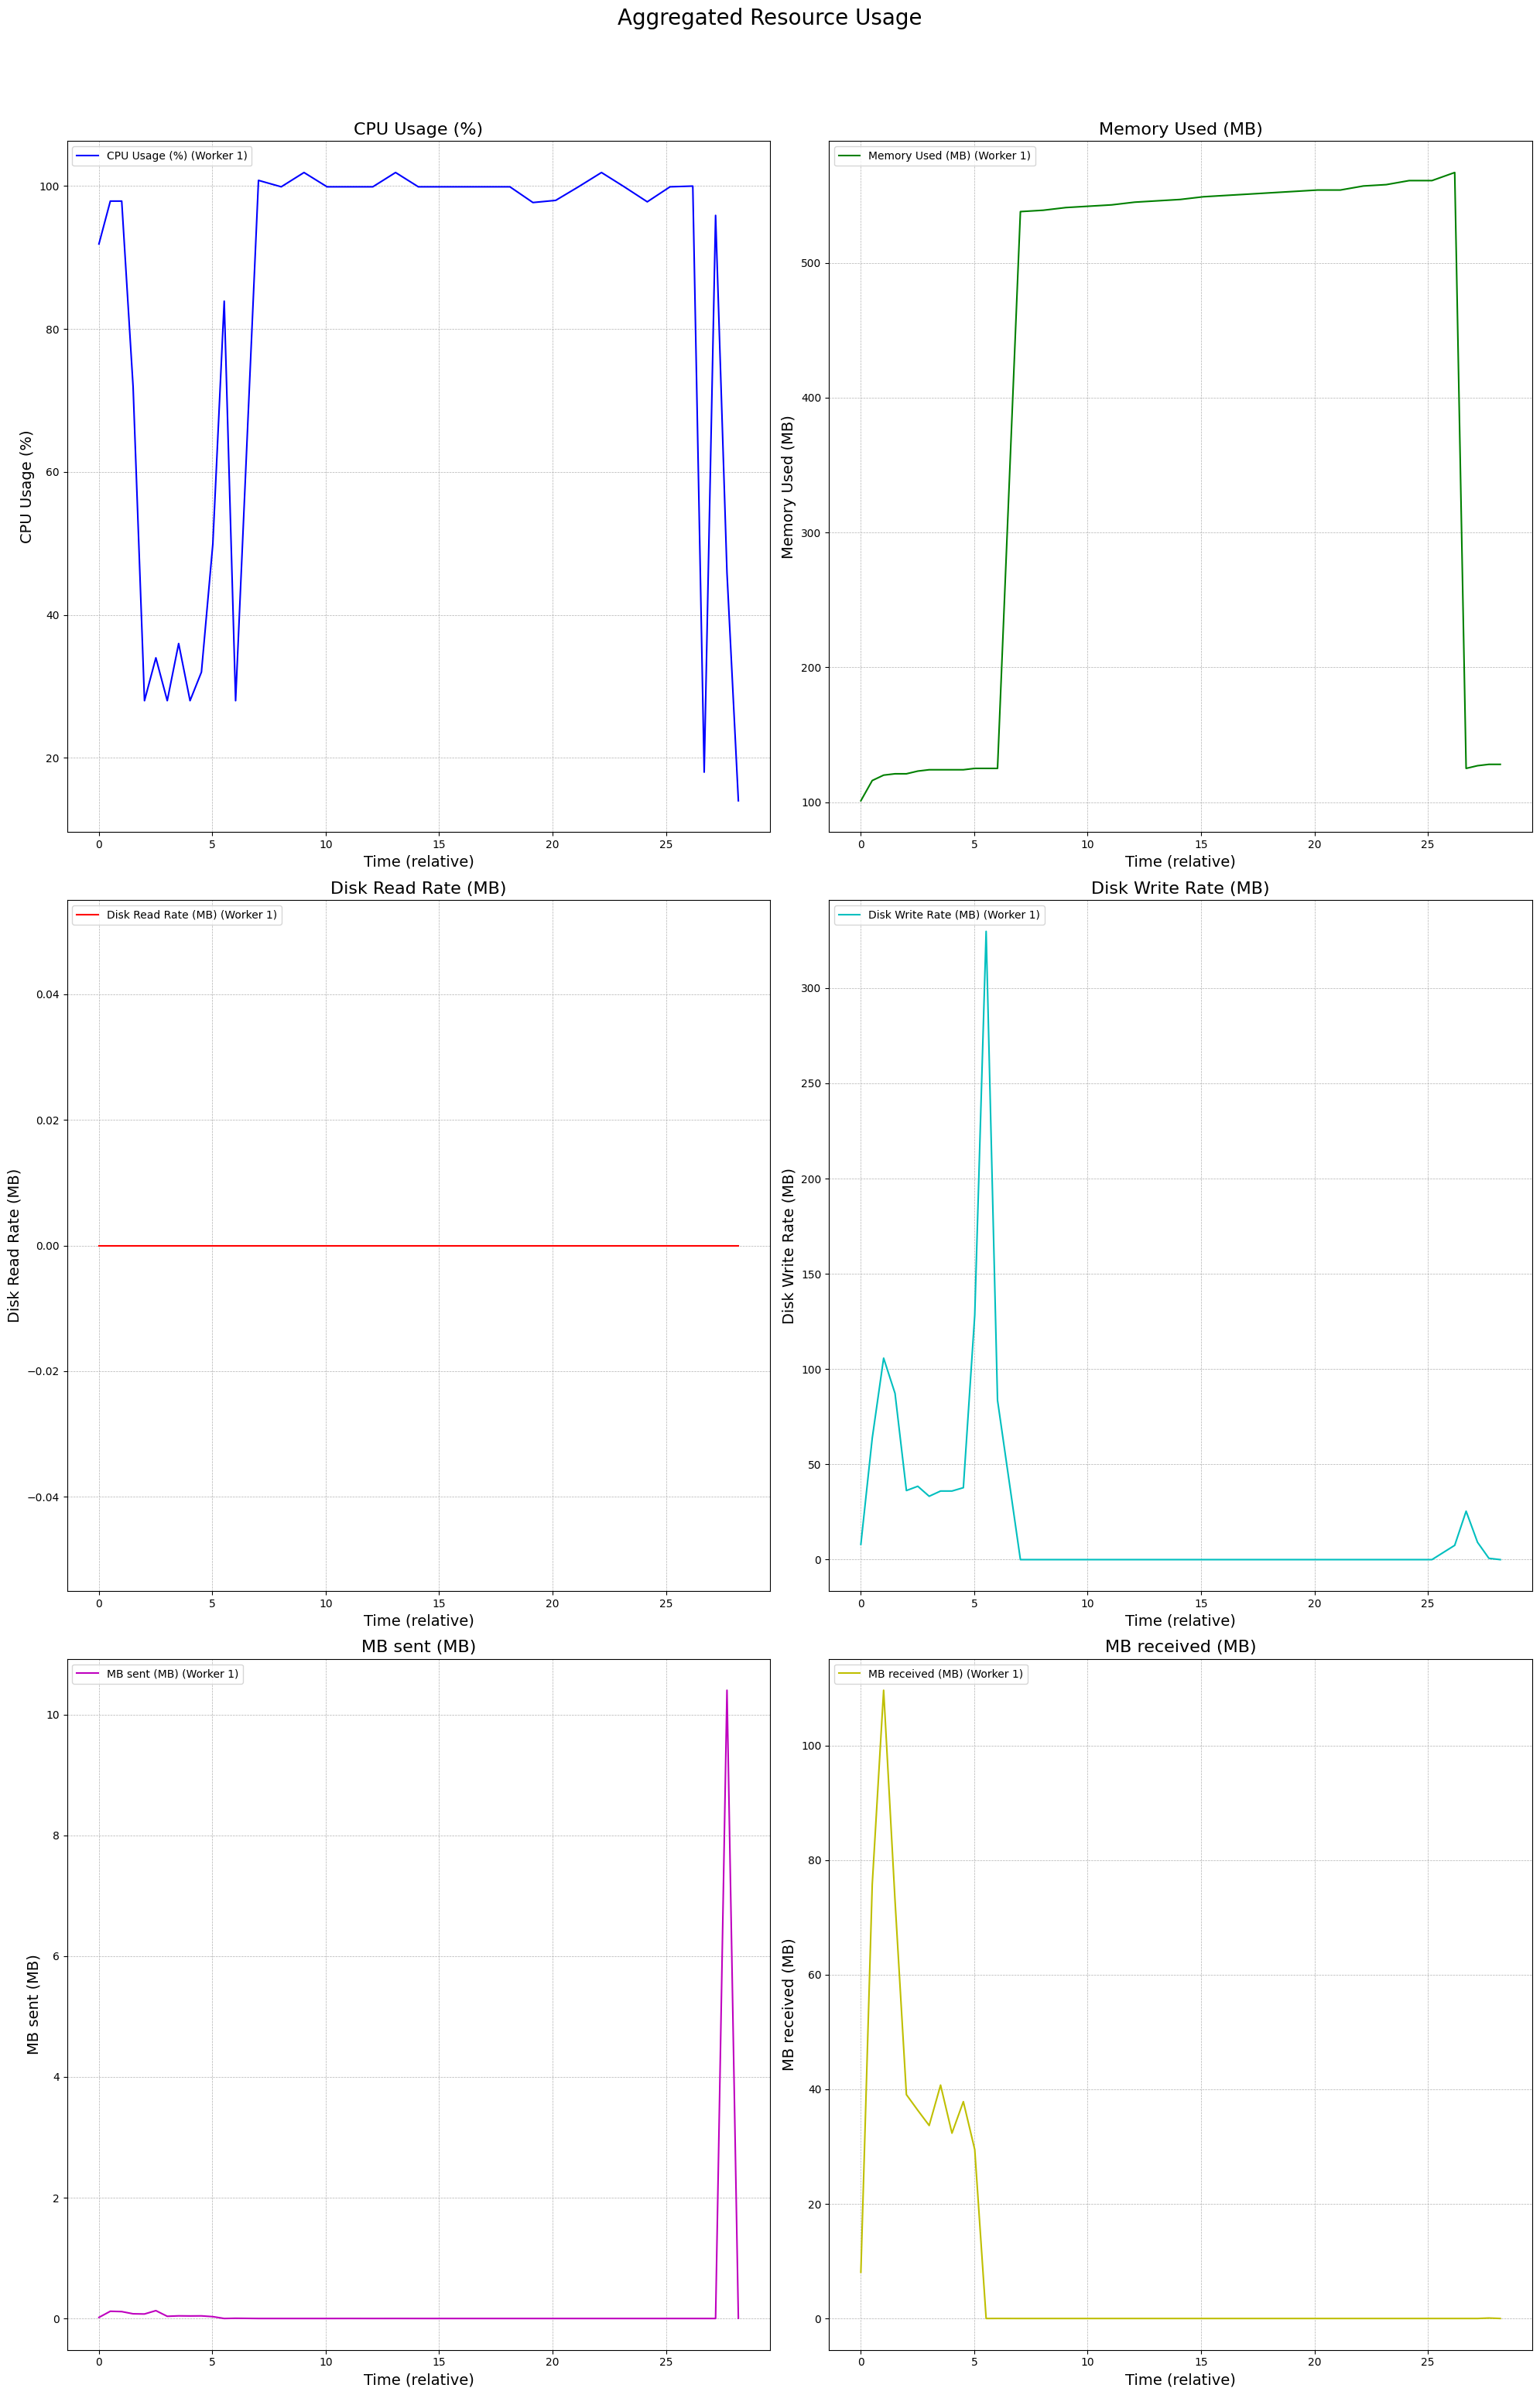 Aggregated Resource Usage
CPU Usage (%)
CPU Usage (%) (Worker 1)
CPU Usage (%)
100
80
60
40
20
0 5 10 15 20 25
Time (relative)
Memory Used (MB)
Memory Used (MB) (Worker 1)
Memory Used (MB)
500
400
300
200
100
0 5 10 15 20 25
Time (relative)
Disk Read Rate (MB)
Disk Read Rate (MB) (Worker 1)
Disk Read Rate (MB)
0.04
0.02
0.00
−0.02
−0.04
0 5 10 15 20 25
Time (relative)
Disk Write Rate (MB)
Disk Write Rate (MB) (Worker 1)
Disk Write Rate (MB)
300
250
200
150
100
50
0
0 5 10 15 20 25
Time (relative)
MB sent (MB)
MB sent (MB) (Worker 1)
MB sent (MB)
10
8
6
4
2
0
0 5 10 15 20 25
Time (relative)
MB received (MB)
MB received (MB) (Worker 1)
MB received (MB)
100
80
60
40
20
0
0 5 10 15 20 25
Time (relative)